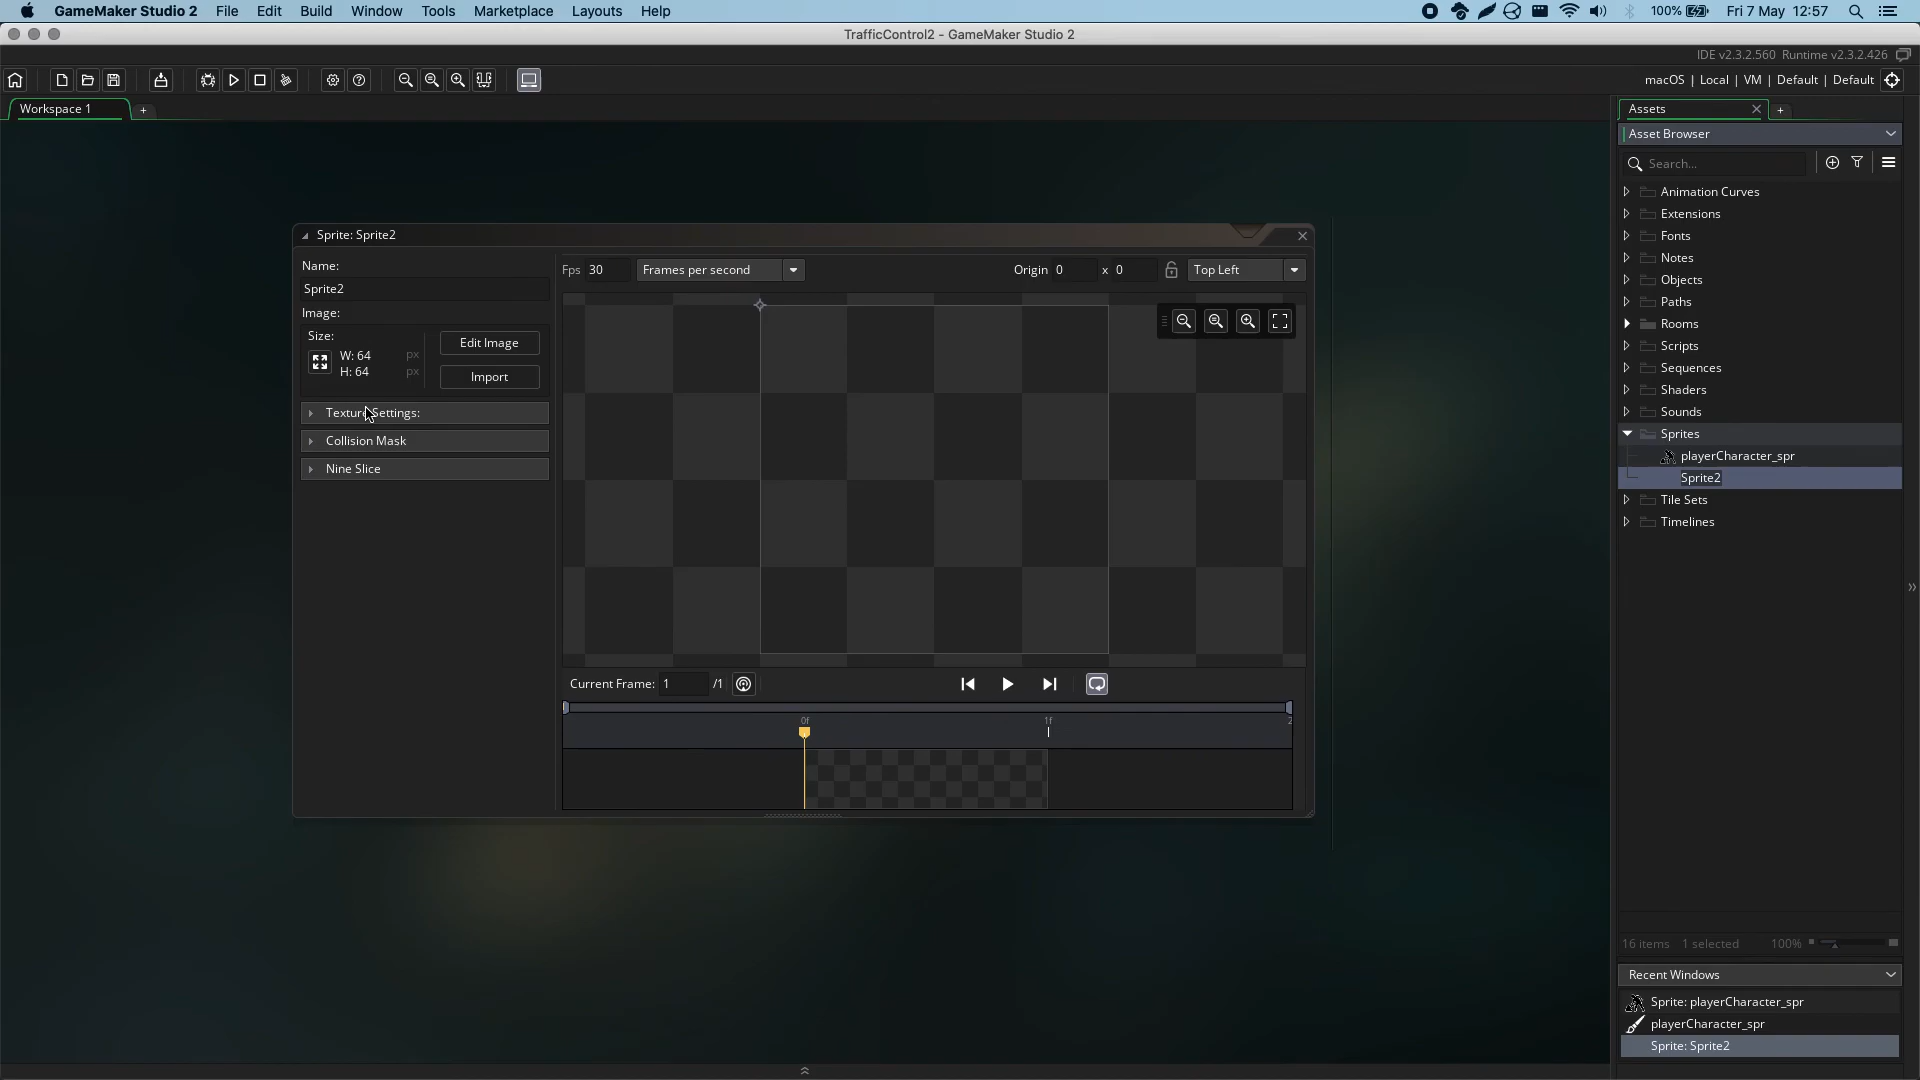 GameMaker Studio 2 File Edit Build Window Tools Marketplace Layouts Help 100% Fri 7 May 12:57
TrafficControl2 - GameMaker Studio 2
IDE v2.3.2.560 Runtime v2.3.2.426
macOS | Local | VM | Default | Default
Workspace 1 +
Assets +
Asset Browser
Search...
Animation Curves
Extensions
Fonts
Notes
Objects
Paths
Rooms
Scripts
Sequences
Shaders
Sounds
Sprites
playerCharacter_spr
Sprite2
Tile Sets
Timelines
16 items 1 selected 100%
Recent Windows
Sprite: playerCharacter_spr
playerCharacter_spr
Sprite: Sprite2
Sprite: Sprite2
Name:
Sprite2
Image:
Size:
W: 64 px
H: 64 px
Edit Image
Import
Texture Settings:
Collision Mask
Nine Slice
Fps 30 Frames per second Origin 0 x 0 Top Left
Current Frame: 1 /1
0f 1f 2